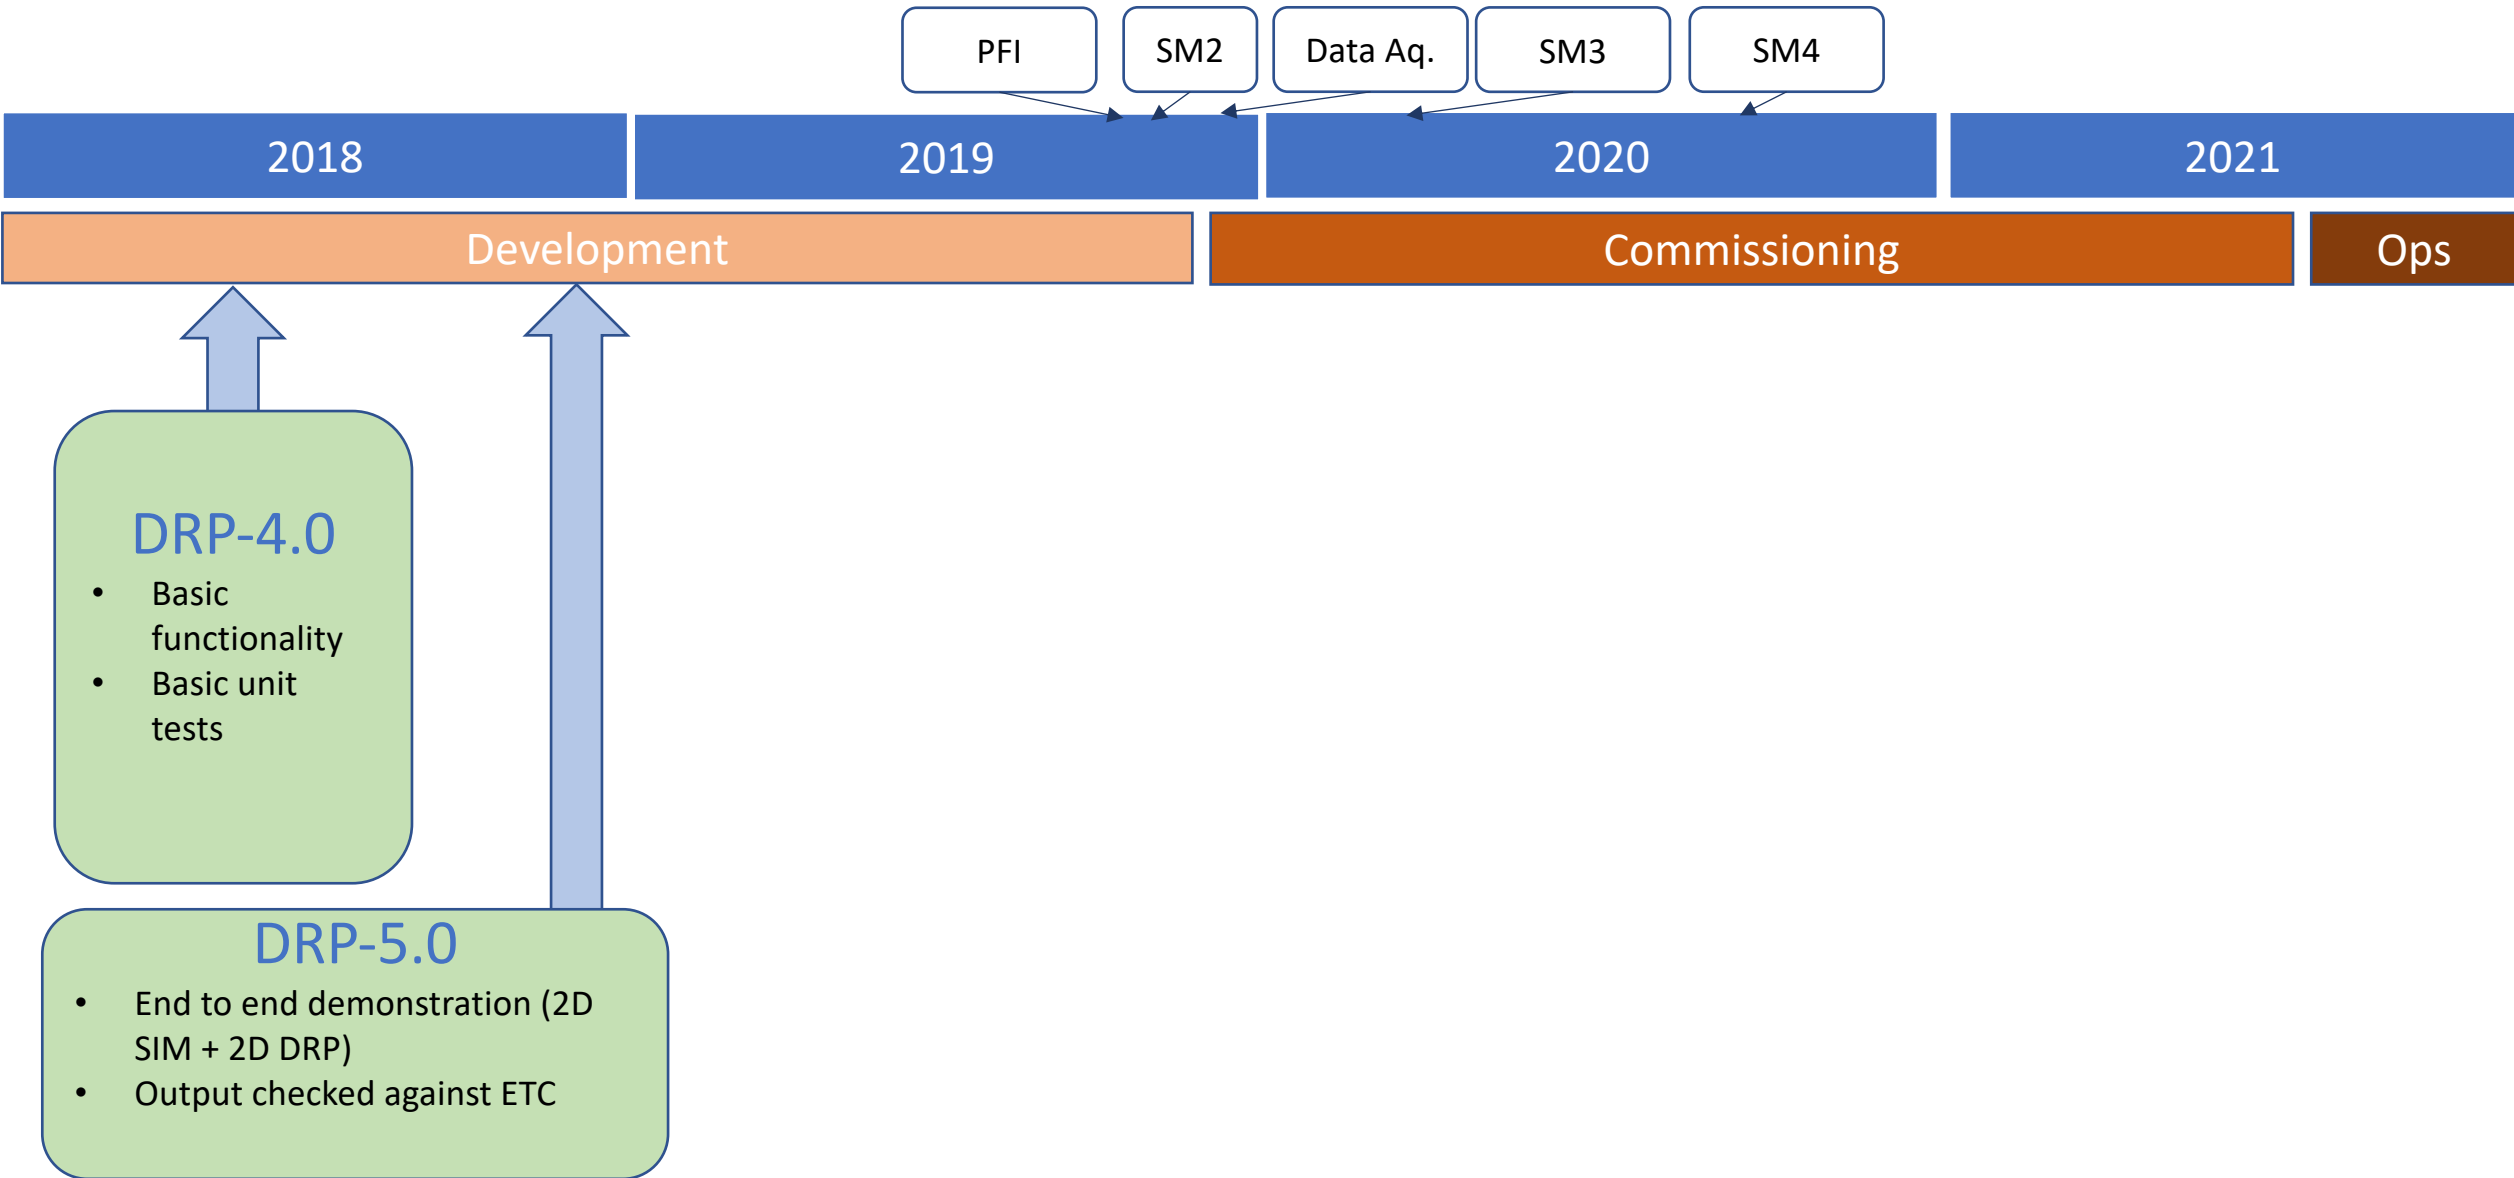 PFI
SM2
Data Aq.
SM3
SM4
2018
2019
2020
2021
Development
Commissioning
Ops
DRP-4.0
• Basic
functionality
• Basic unit
tests
DRP-5.0
• End to end demonstration (2D
SIM + 2D DRP)
• Output checked against ETC